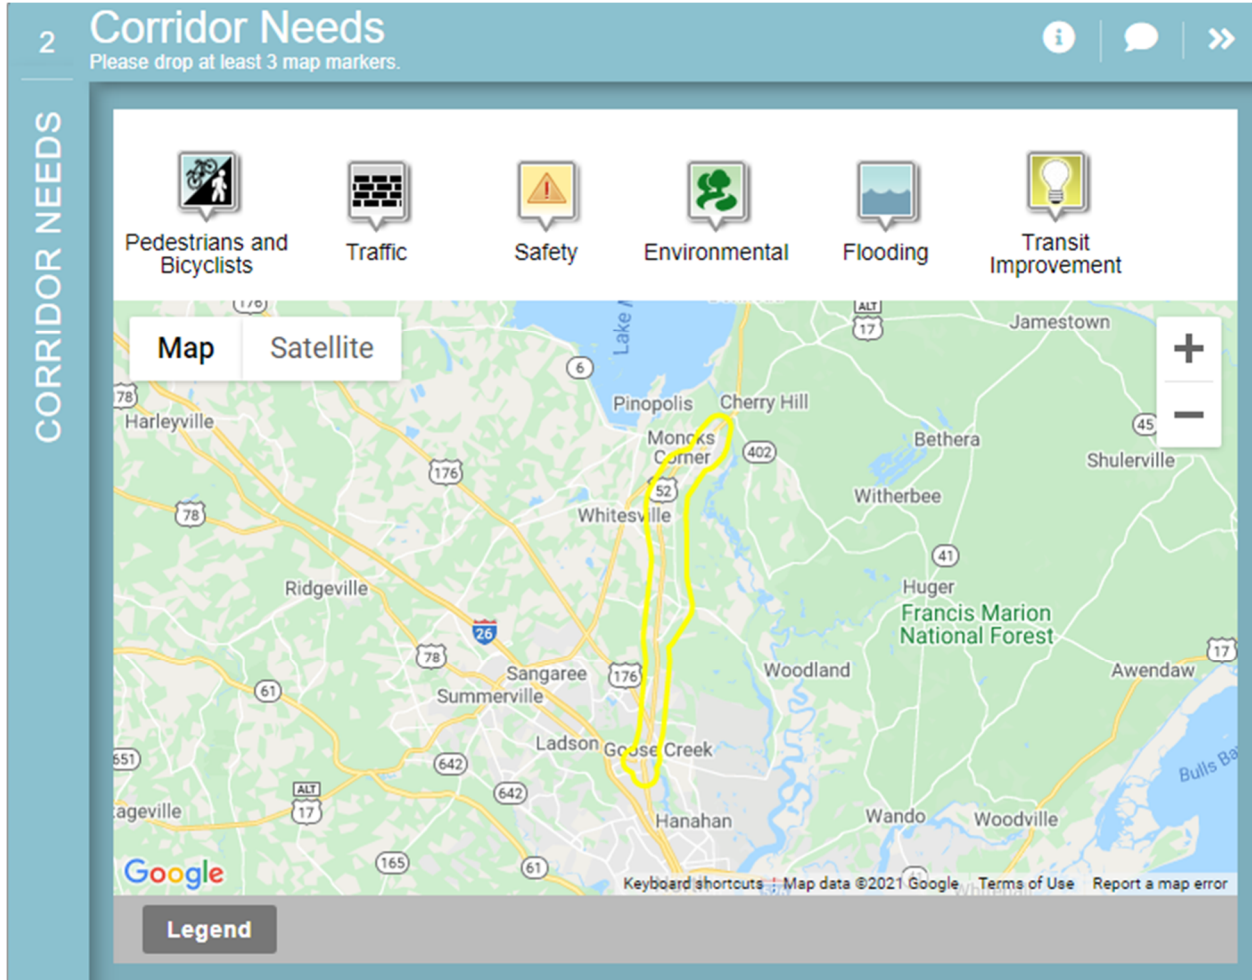 2
Corridor Needs
Please drop at least 3 map markers.
CORRIDOR NEEDS
Pedestrians and
Bicyclists
Traffic
Safety
Environmental
Flooding
Transit
Improvement
Map
Satellite
176
Lake
ALT
17
Jamestown
6
78
Harleyville
Pinopolis
Cherry Hill
Moncks
Corner
402
45
Bethera
Shulerville
176
52
Witherbee
78
Whitesville
41
Ridgeville
Huger
Francis Marion
National Forest
26
17
78
Sangaree
176
Woodland
Awendaw
61
Summerville
Ladson
Goose Creek
651
642
Bulls
ALT
17
642
Hanahan
Wando
Woodville
165
61
41
Google
Keyboard shortcuts
Map data ©2021 Google
Terms of Use
Report a map error
Legend